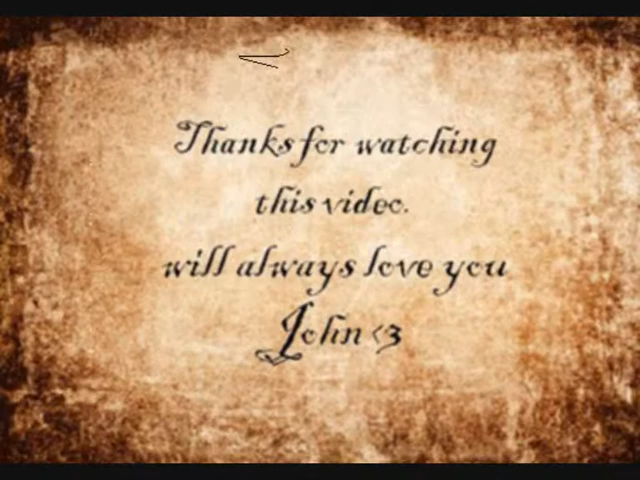 Thanks for watching
this video.
will always love you
John <3